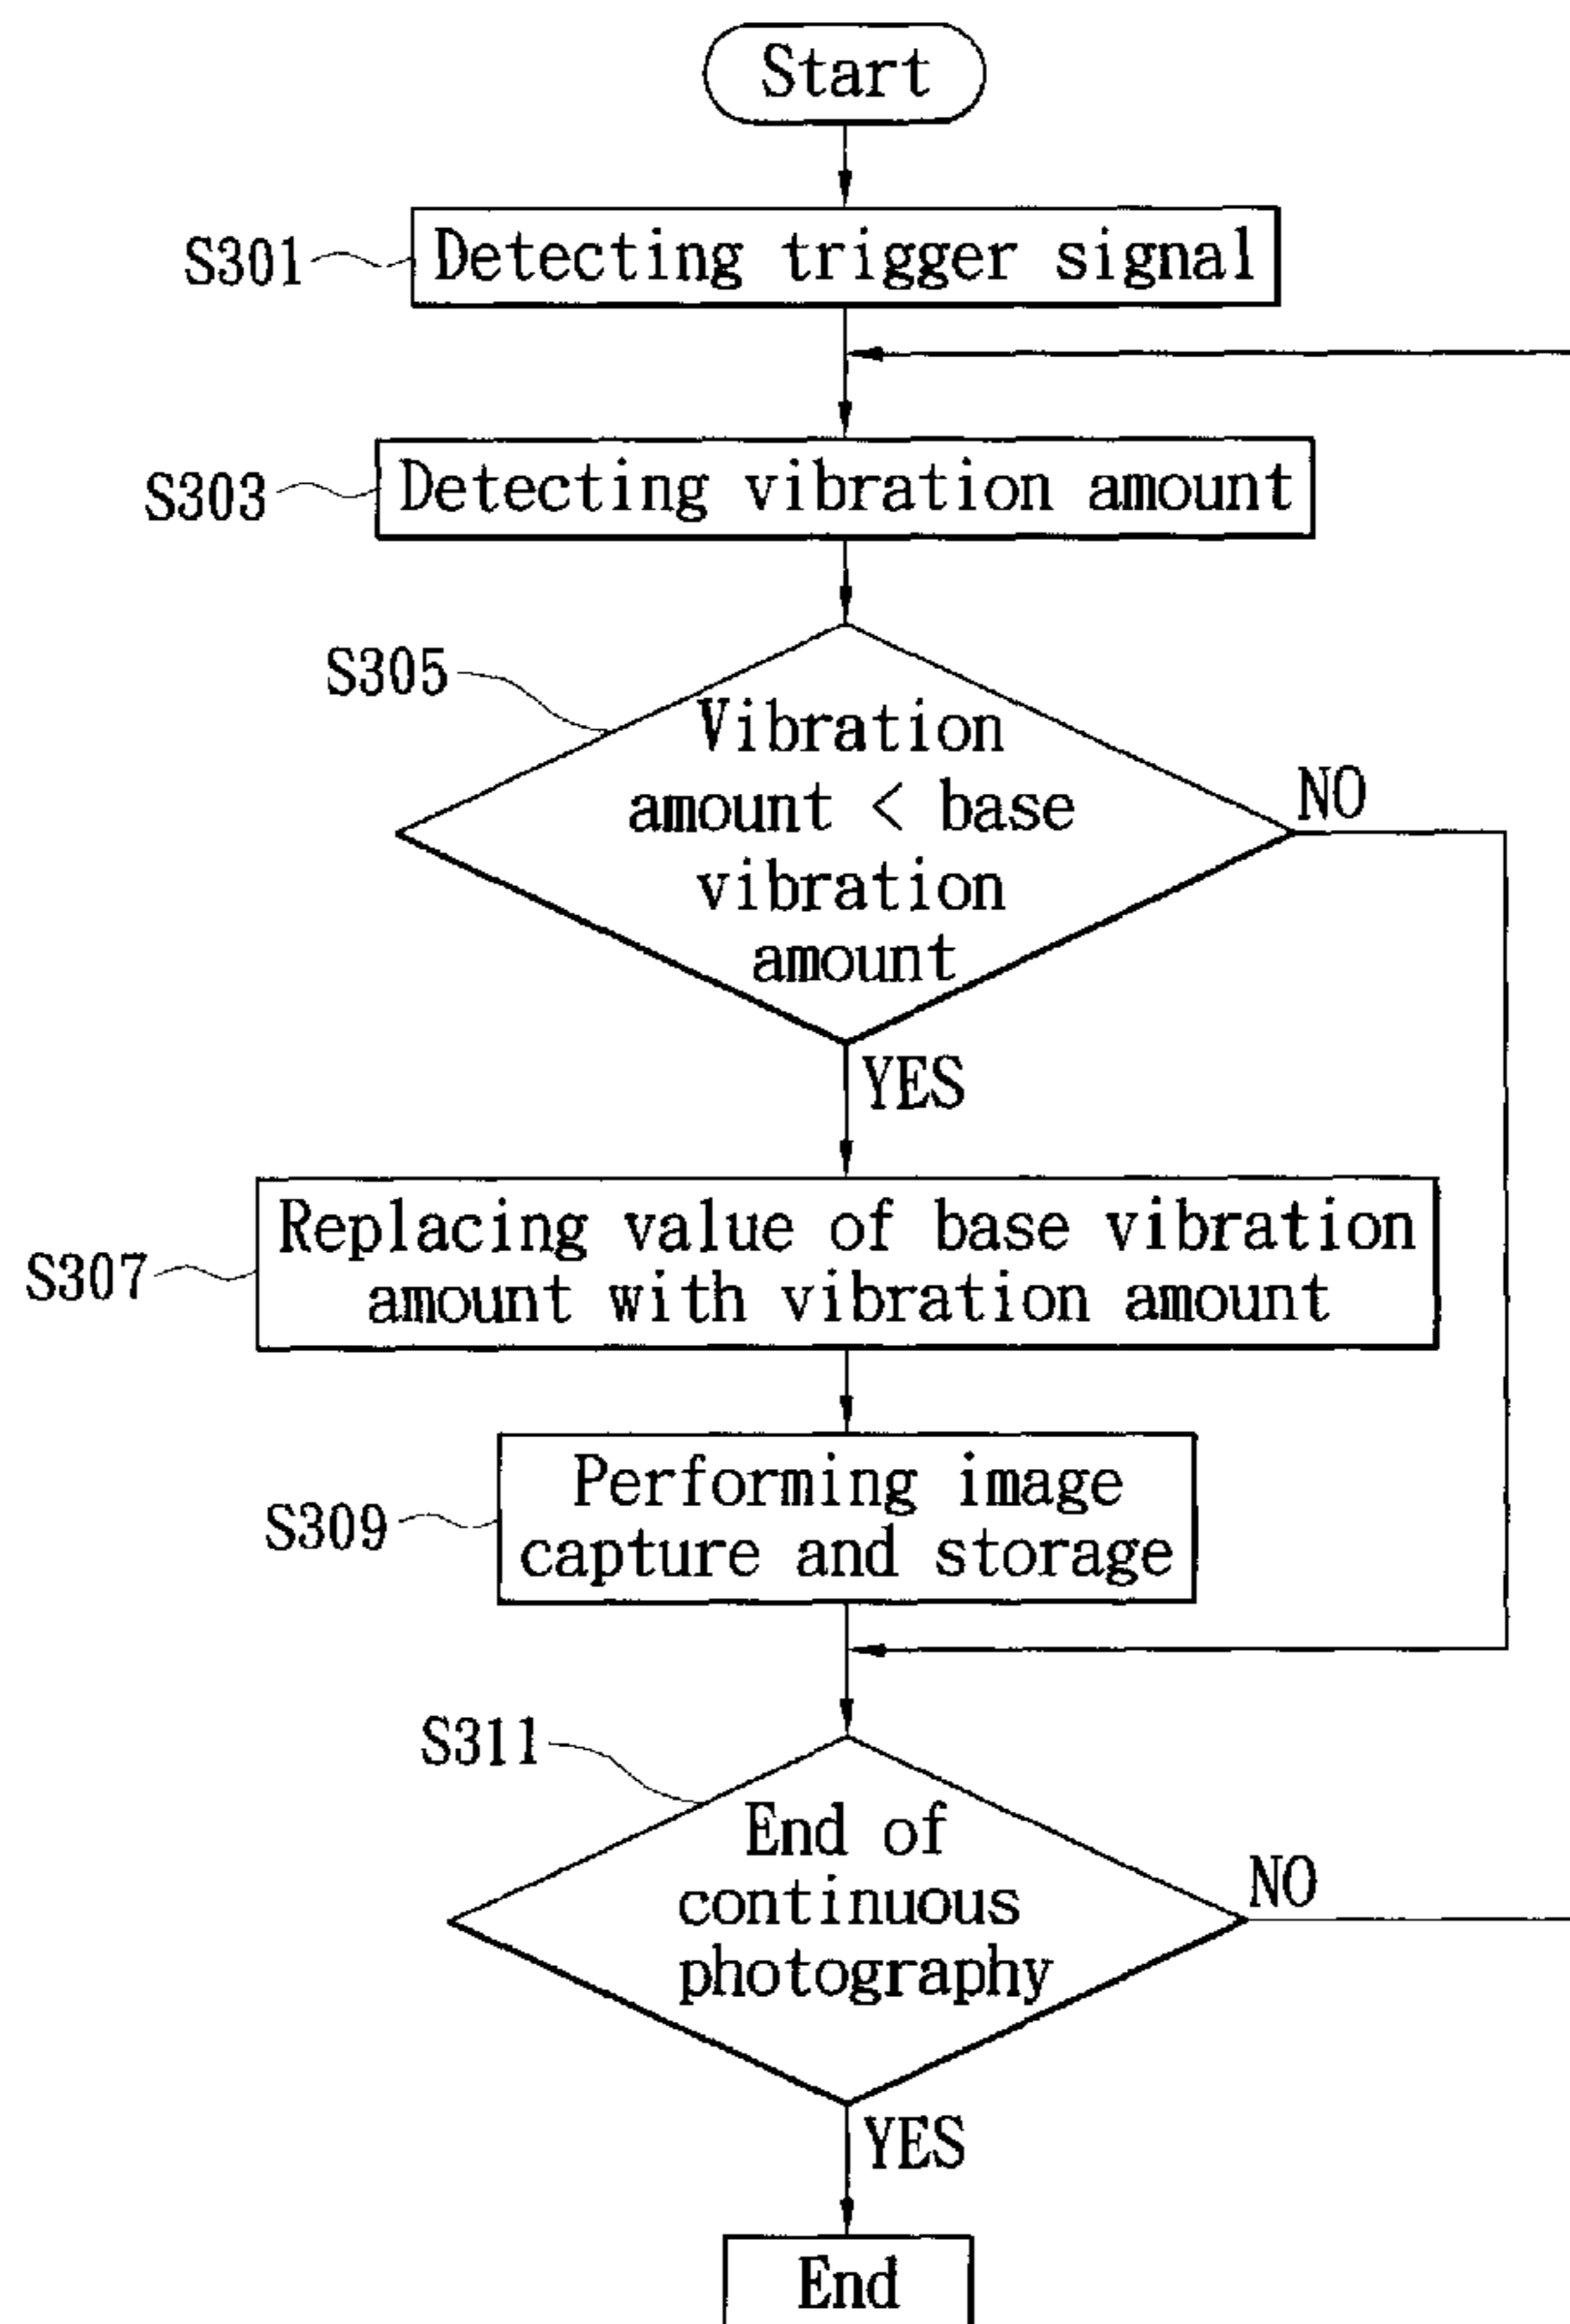 Start
S301
Detecting trigger signal
S303
Detecting vibration amount
S305
Vibration
amount < base
vibration
amount
NO
YES
S307
Replacing value of base vibration
amount with vibration amount
S309
Performing image
capture and storage
S311
End of
continuous
photography
NO
YES
End